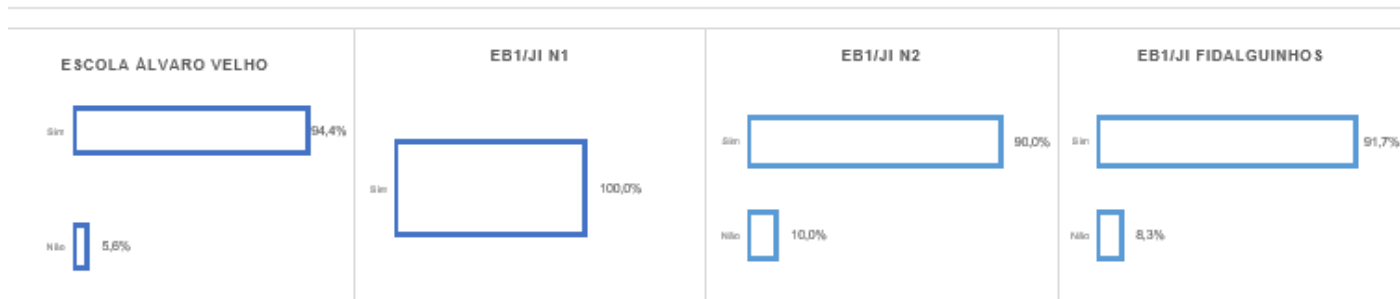 ESCOLA ÁLVARO VELHO
Sim
94,4%
Não
5,6%
EB1/JI N1
Sim
100,0%
EB1/JI N2
Sim
90,0%
Não
10,0%
EB1/JI FIDALGUINHOS
Sim
91,7%
Não
8,3%